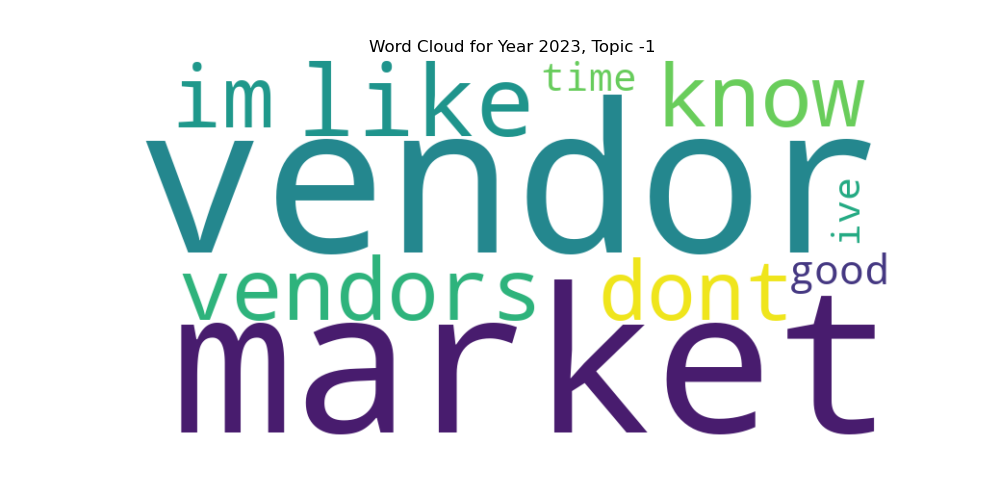 Word Cloud for Year 2023, Topic -1
im like time know
vendor
ive
vendors dont good
market